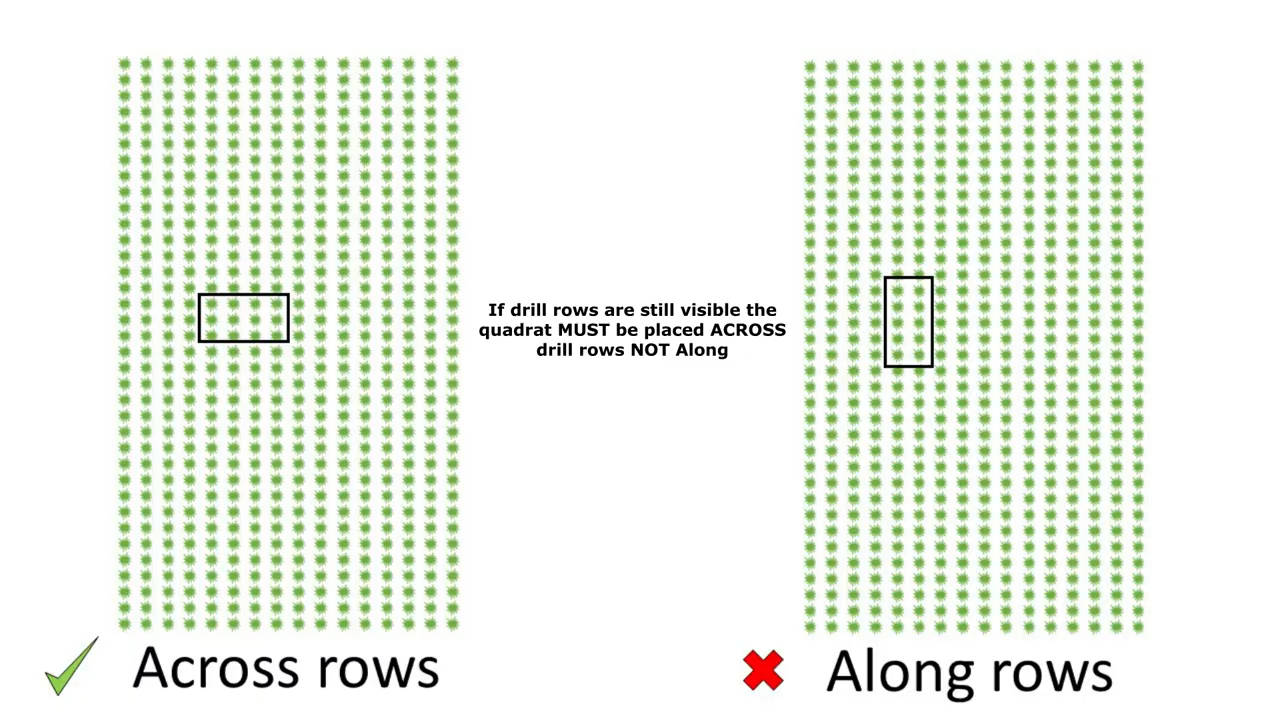 If drill rows are still visible the
quadrat MUST be placed ACROSS
drill rows NOT Along
Across rows
Along rows